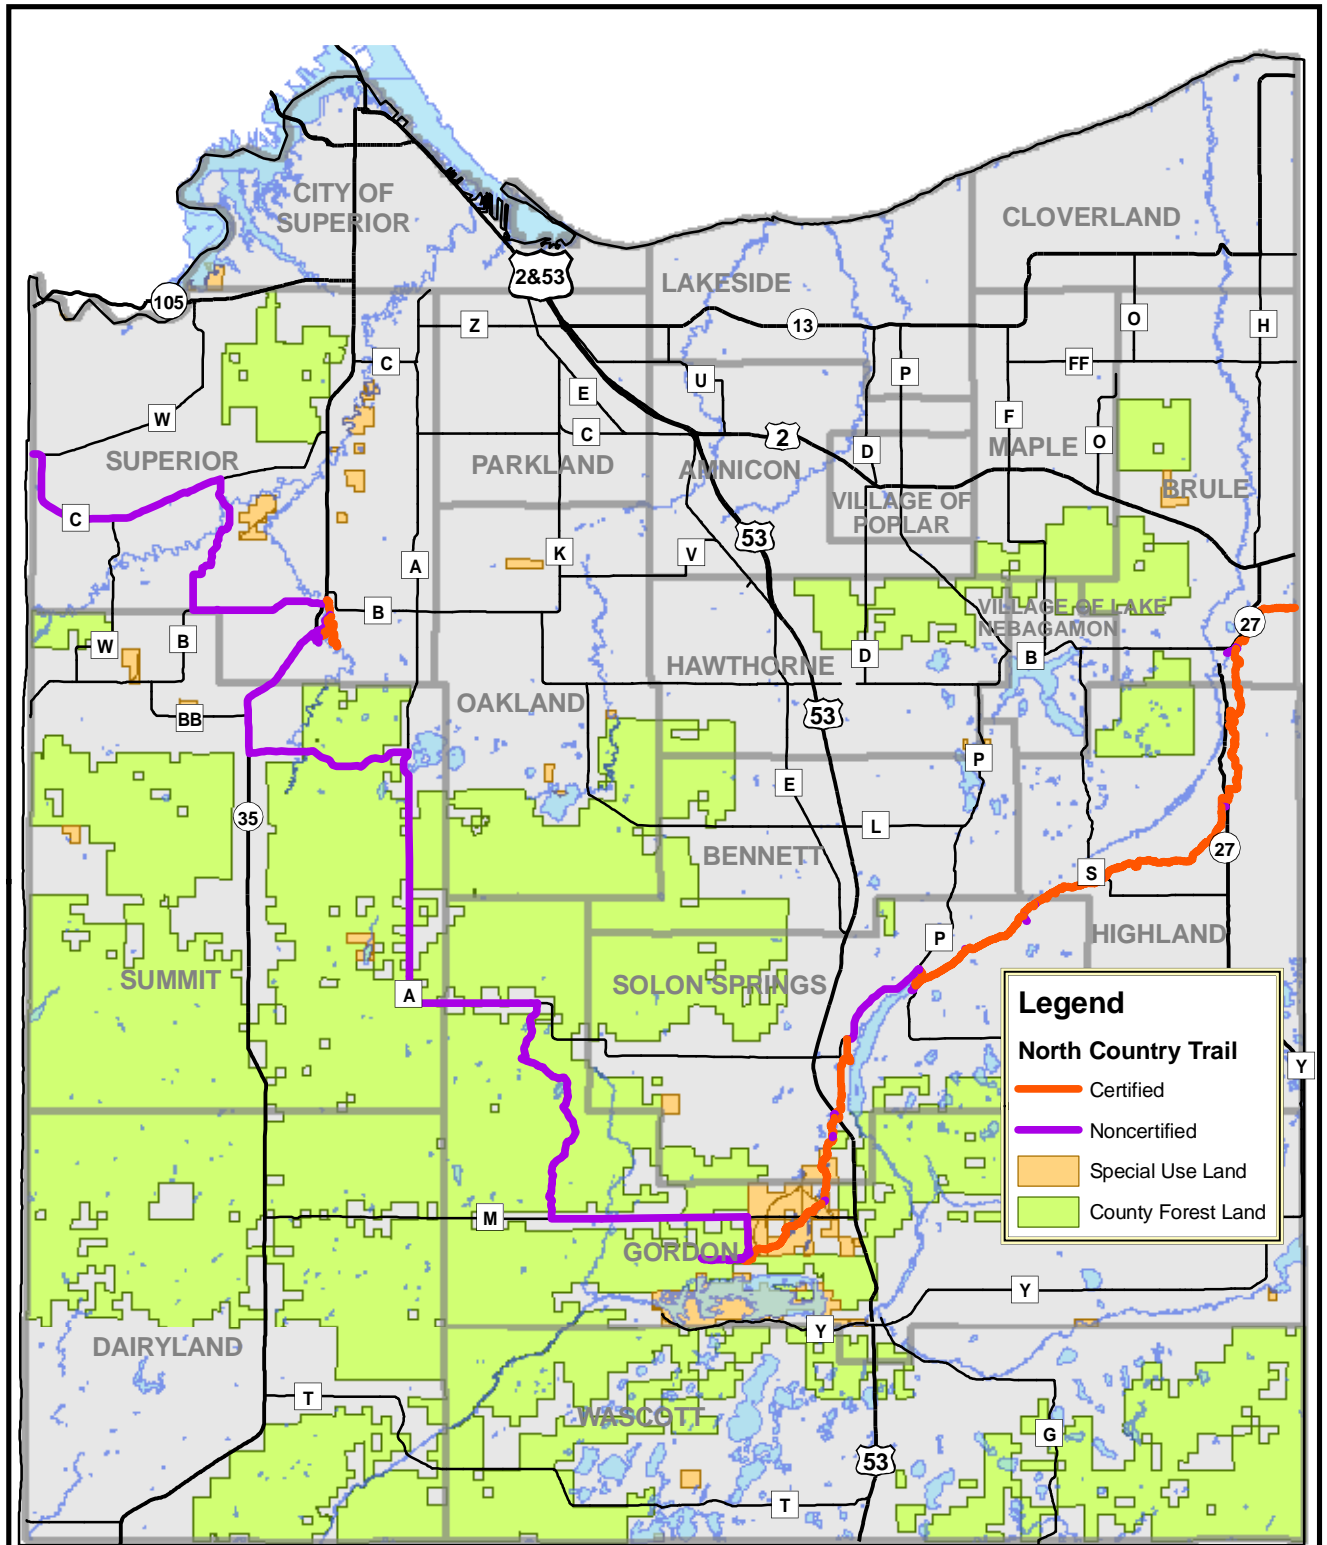 CITY OF
SUPERIOR
CLOVERLAND
2&53
LAKESIDE
105
Z
13
O
H
C
FF
U
P
E
W
F
C
2
O
D
MAPLE
SUPERIOR
PARKLAND
AMNICON
BRULE
VILLAGE OF
POPLAR
C
53
K
V
A
B
VILLAGE OF LAKE
NEBAGAMON
27
B
W
D
B
HAWTHORNE
OAKLAND
BB
53
P
E
35
L
27
BENNETT
S
P
HIGHLAND
SUMMIT
SOLON SPRINGS
A
Legend
North Country Trail
Certified
Noncertified
Special Use Land
County Forest Land
Y
M
GORDON
Y
Y
DAIRYLAND
T
WASCOTT
G
53
T